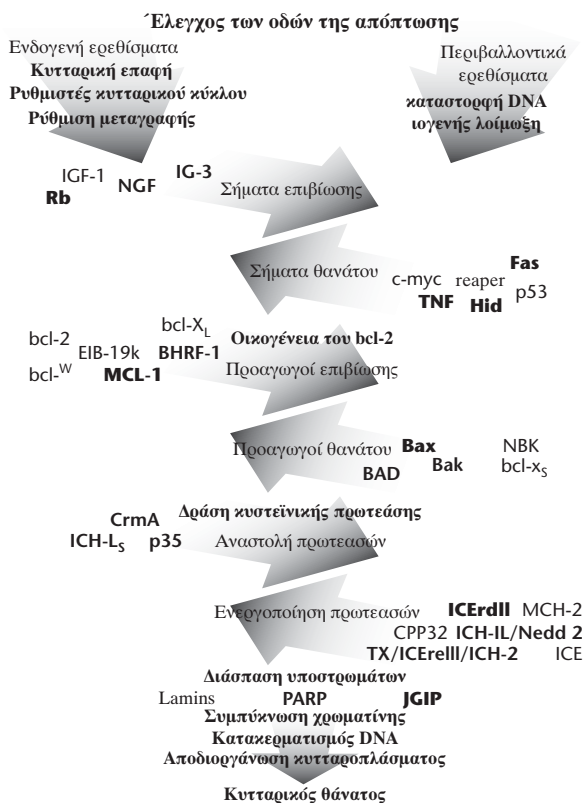 Έλεγχος των οδών της απόπτωσης
Ενδογενή ερεθίσματα
Κυτταρική επαφή
Ρυθμιστές κυτταρικού κύκλου
Ρύθμιση μεταγραφής
Περιβαλλοντικά
ερεθίσματα
καταστορφή DNA
ιογενής λοίμωξη
IGF-1
Rb
NGF
IG-3
Σήματα επιβίωσης
Σήματα θανάτου
c-myc
reaper
Fas
TNF
Hid
p53
bcl-2
bcl-XL
EIB-19k
BHRF-1
bcl-W
MCL-1
Οικογένεια του bcl-2
Προαγωγοί επιβίωσης
Προαγωγοί θανάτου
Bax
NBK
BAD
Bak
bcl-xS
CrmA
ICH-LS
p35
Δράση κυστεϊνικής πρωτεάσης
Αναστολή πρωτεασών
Ενεργοποίηση πρωτεασών
ICErdII
MCH-2
CPP32
ICH-IL/Nedd 2
TX/ICErelII/ICH-2
ICE
Διάσπαση υποστρωμάτων
Lamins
PARP
JGIP
Συμπύκνωση χρωματίνης
Κατακερματισμός DNA
Αποδιοργάνωση κυτταροπλάσματος
Κυτταρικός θάνατος